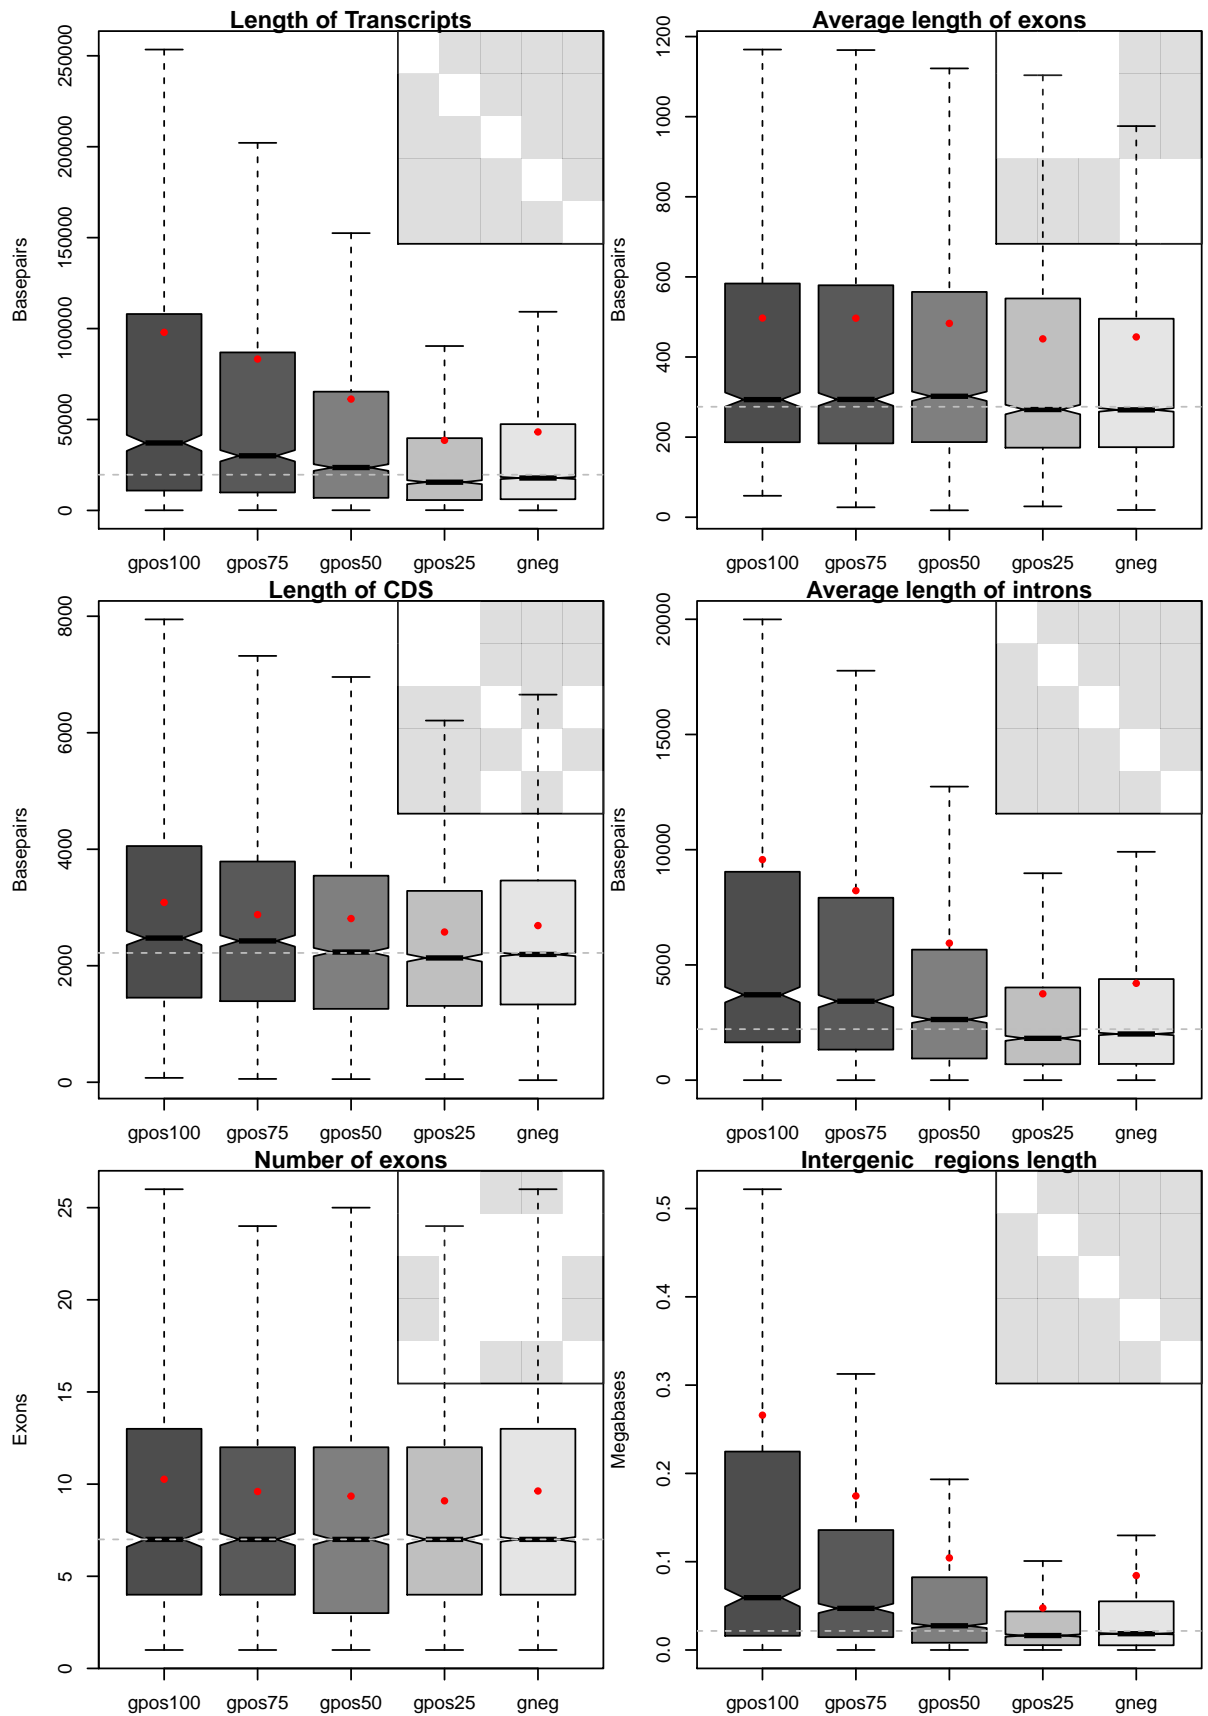 Length of Transcripts
Basepairs
0
50000
100000
150000
200000
250000
gpos100 gpos75 gpos50 gpos25 gneg
Average length of exons
Basepairs
0
200
400
600
800
1000
1200
gpos100 gpos75 gpos50 gpos25 gneg
Length of CDS
Basepairs
0
2000
4000
6000
8000
gpos100 gpos75 gpos50 gpos25 gneg
Average length of introns
Basepairs
0
5000
10000
15000
20000
gpos100 gpos75 gpos50 gpos25 gneg
Number of exons
Exons
0
5
10
15
20
25
gpos100 gpos75 gpos50 gpos25 gneg
Intergenic regions length
Megabases
0.0
0.1
0.2
0.3
0.4
0.5
gpos100 gpos75 gpos50 gpos25 gneg